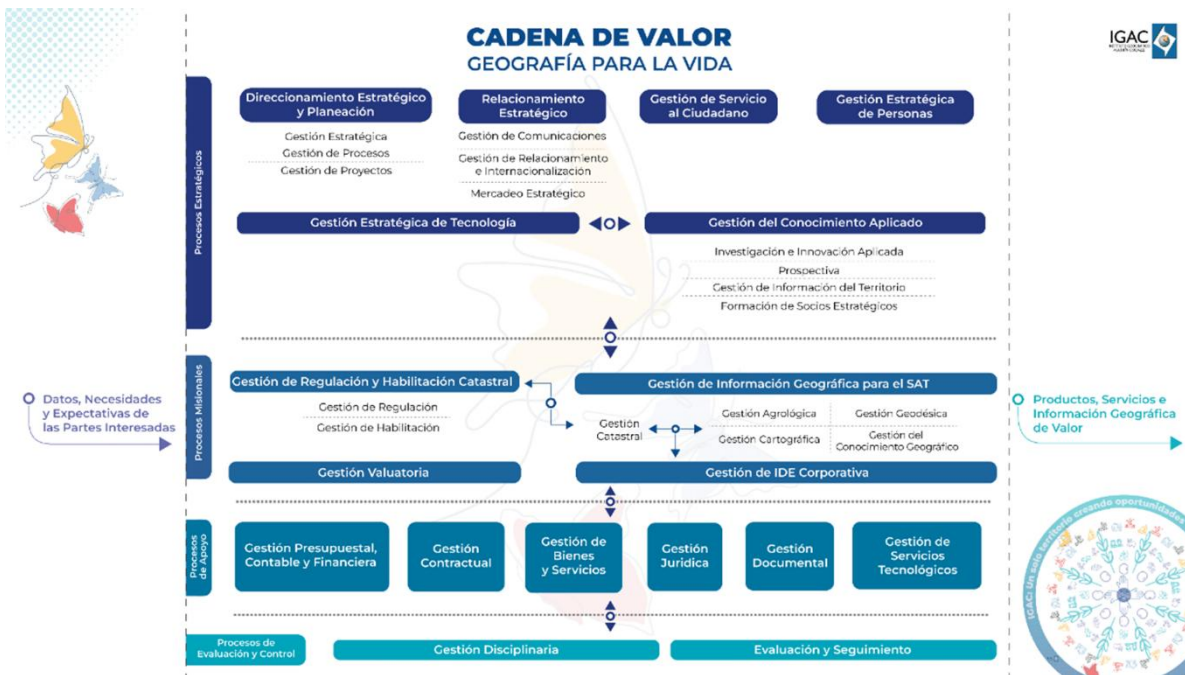 CADENA DE VALOR
GEOGRAFÍA PARA LA VIDA
IGAC
Procesos Estratégicos
Direccionamiento Estratégico
y Planeación
Gestión Estratégica
Gestión de Procesos
Gestión de Proyectos
Relacionamiento
Estratégico
Gestión de Comunicaciones
Gestión de Relacionamiento
e Internacionalización
Mercadeo Estratégico
Gestión de Servicio
al Ciudadano
Gestión Estratégica
de Personas
Gestión Estratégica de Tecnología
Gestión del Conocimiento Aplicado
Investigación e Innovación Aplicada
Prospectiva
Gestión de Información del Territorio
Formación de Socios Estratégicos
Datos, Necesidades
y Expectativas de
las Partes Interesadas
Procesos Misionales
Gestión de Regulación y Habilitación Catastral
Gestión de Regulación
Gestión de Habilitación
Gestión Valuatoria
Gestión de Información Geográfica para el SAT
Gestión
Catastral
Gestión Agrológica
Gestión Geodésica
Gestión Cartográfica
Gestión del
Conocimiento Geográfico
Gestión de IDE Corporativa
Productos, Servicios e
Información Geográfica
de Valor
Procesos
de Apoyo
Gestión Presupuestal,
Contable y Financiera
Gestión
Contractual
Gestión de
Bienes
y Servicios
Gestión
Jurídica
Gestión
Documental
Gestión de
Servicios
Tecnológicos
Procesos de
Evaluación y Control
Gestión Disciplinaria
Evaluación y Seguimiento
IGAC: Un solo territorio creando oportunidades